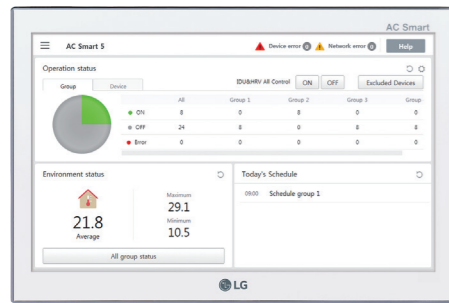 AC Smart
AC Smart 5
Device error 0
Network error 0
Help
Operation status
Group
Device
IDU&HRV All Control
ON
OFF
Excluded Devices
All Group 1 Group 2 Group 3 Group
ON 8 0 8 0 0
OFF 24 8 0 8 8
Error 0 0 0 0 0
Environment status
21.8
Average
Maximum
29.1
Minimum
10.5
All group status
Today's Schedule
09:00 Schedule group 1
LG